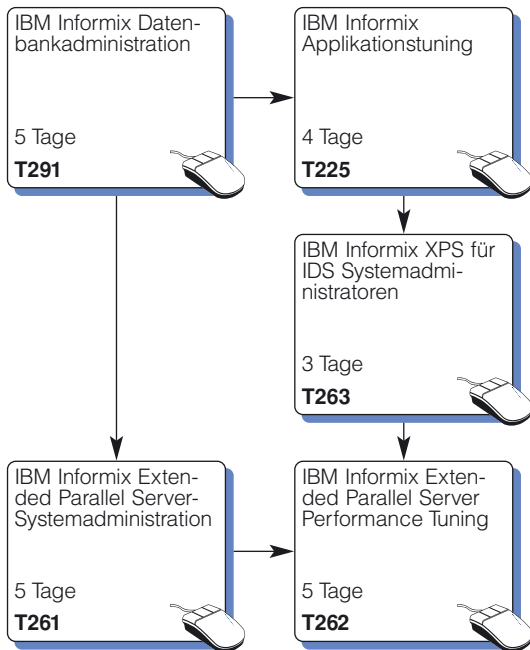 IBM Informix Daten-
bankadministration
5 Tage
T291
IBM Informix
Applikationstuning
4 Tage
T225
IBM Informix XPS für
IDS Systemadmi-
nistratoren
3 Tage
T263
IBM Informix Exten-
ded Parallel Server-
Systemadministration
5 Tage
T261
IBM Informix Exten-
ded Parallel Server
Performance Tuning
5 Tage
T262